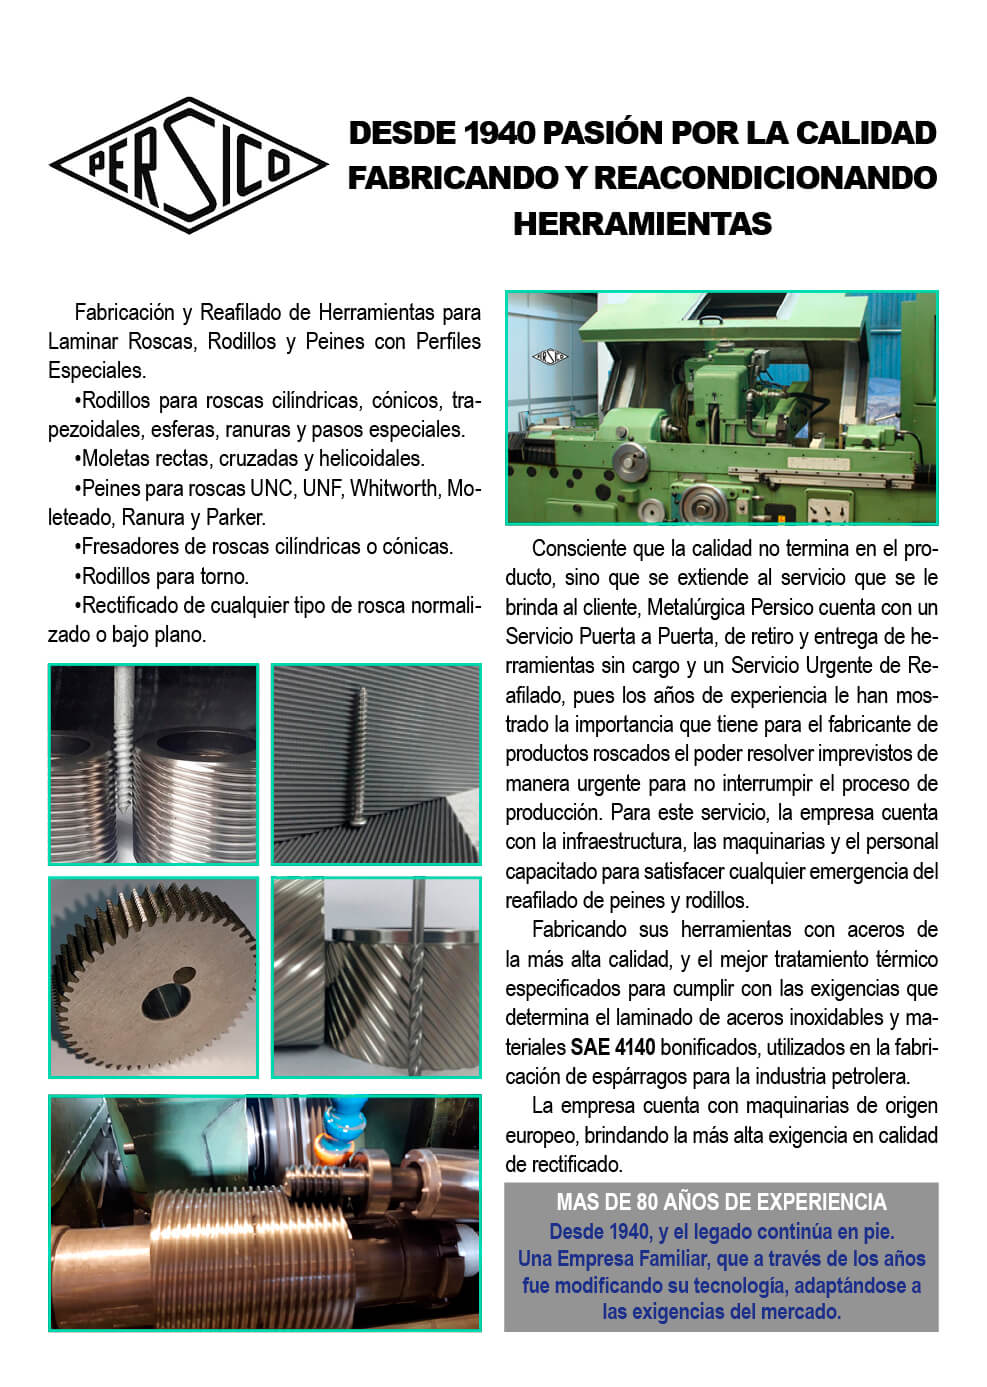 PERSICO
DESDE 1940 PASIÓN POR LA CALIDAD
FABRICANDO Y REACONDICIONANDO
HERRAMIENTAS
Fabricación y Reafilado de Herramientas para
Laminar Roscas, Rodillos y Peines con Perfiles
Especiales.
•Rodillos para roscas cilíndricas, cónicos, tra-
pezoidales, esferas, ranuras y pasos especiales.
•Moletas rectas, cruzadas y helicoidales.
•Peines para roscas UNC, UNF, Whitworth, Mo-
leteado, Ranura y Parker.
•Fresadores de roscas cilíndricas o cónicas.
•Rodillos para torno.
•Rectificado de cualquier tipo de rosca normali-
zado o bajo plano.
PERSICO
Consciente que la calidad no termina en el pro-
ducto, sino que se extiende al servicio que se le
brinda al cliente, Metalúrgica Persico cuenta con un
Servicio Puerta a Puerta, de retiro y entrega de he-
rramientas sin cargo y un Servicio Urgente de Re-
afilado, pues los años de experiencia le han mos-
trado la importancia que tiene para el fabricante de
productos roscados el poder resolver imprevistos de
manera urgente para no interrumpir el proceso de
producción. Para este servicio, la empresa cuenta
con la infraestructura, las maquinarias y el personal
capacitado para satisfacer cualquier emergencia del
reafilado de peines y rodillos.
Fabricando sus herramientas con aceros de
la más alta calidad, y el mejor tratamiento térmico
especificados para cumplir con las exigencias que
determina el laminado de aceros inoxidables y ma-
teriales SAE 4140 bonificados, utilizados en la fabri-
cación de espárragos para la industria petrolera.
La empresa cuenta con maquinarias de origen
europeo, brindando la más alta exigencia en calidad
de rectificado.
MAS DE 80 AÑOS DE EXPERIENCIA
Desde 1940, y el legado continúa en pie.
Una Empresa Familiar, que a través de los años
fue modificando su tecnología, adaptándose a
las exigencias del mercado.